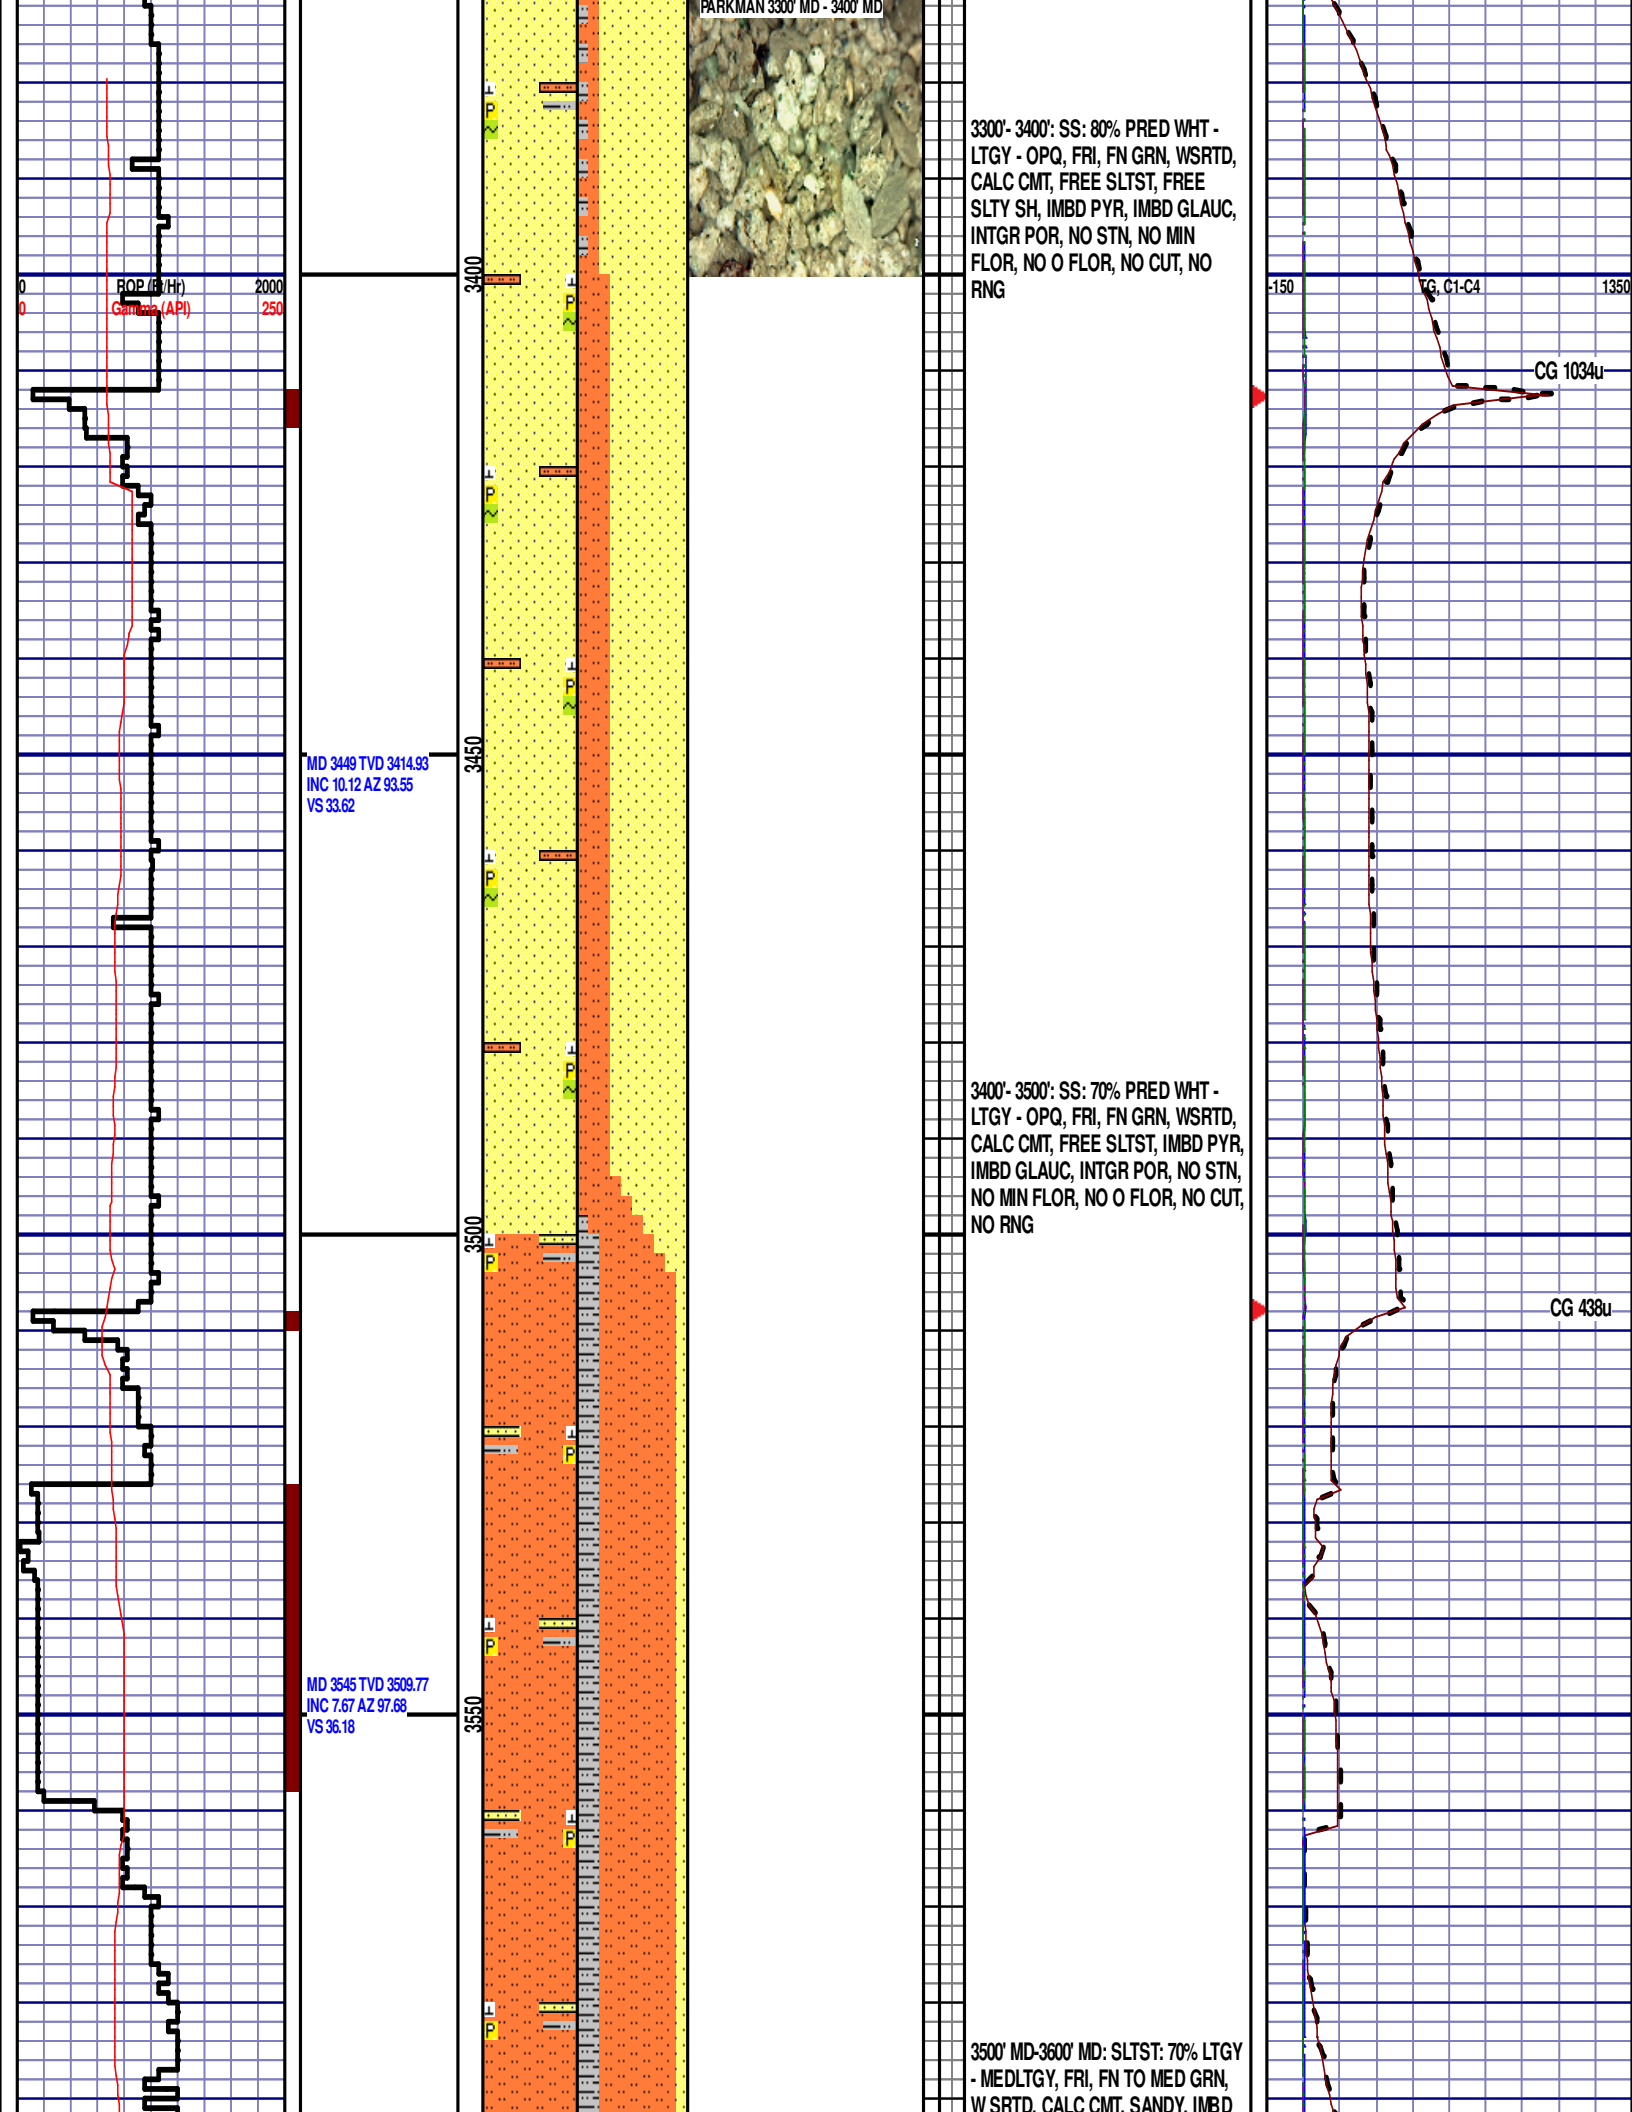 PARKMAN 3300' MD - 3400' MD
3300'- 3400': SS: 80% PRED WHT -
LTGY - OPQ, FRI, FN GRN, WSRTD,
CALC CMT, FREE SLTST, FREE
SLTY SH, IMBD PYR, IMBD GLAUC,
INTGR POR, NO STN, NO MIN
FLOR, NO O FLOR, NO CUT, NO
RNG
3400
0 ROP (Ft/Hr) 2000
0 Gamma (API) 250
-150 TG, C1-C4 1350
CG 1034u
P
P
P
P
P
P
3450
MD 3449 TVD 3414.93
INC 10.12 AZ 93.55
VS 33.62
3400'- 3500': SS: 70% PRED WHT -
LTGY - OPQ, FRI, FN GRN, WSRTD,
CALC CMT, FREE SLTST, IMBD PYR,
IMBD GLAUC, INTGR POR, NO STN,
NO MIN FLOR, NO O FLOR, NO CUT,
NO RNG
3500
CG 438u
P
P
P
P
P
MD 3545 TVD 3509.77
INC 7.67 AZ 97.68
VS 36.18
3550
3500' MD-3600' MD: SLTST: 70% LTGY
- MEDLTGY, FRI, FN TO MED GRN,
W SRTD, CALC CMT, SANDY, IMBD